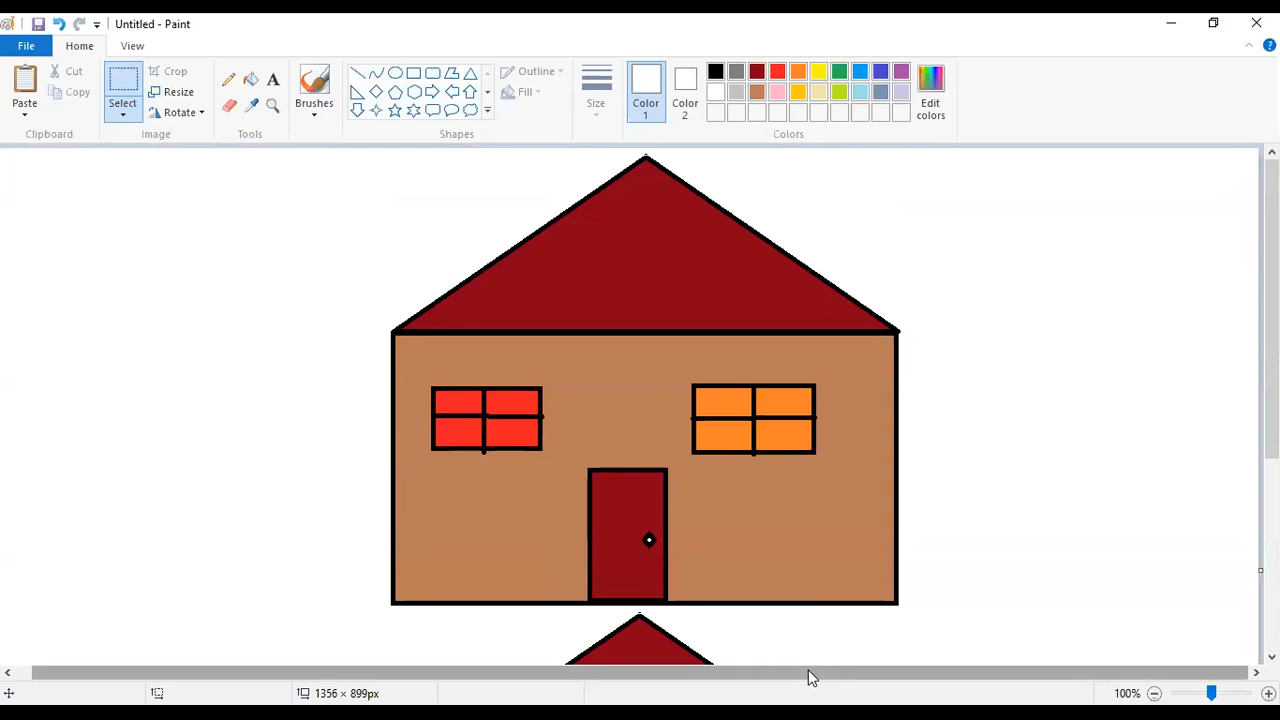 Untitled - Paint
File Home View
Paste
Cut
Copy
Clipboard
Select
Crop
Resize
Rotate
Image
Tools
Brushes
Outline
Fill
Shapes
Size
Color 1
Color 2
Edit colors
Colors
1356 × 899px
100%